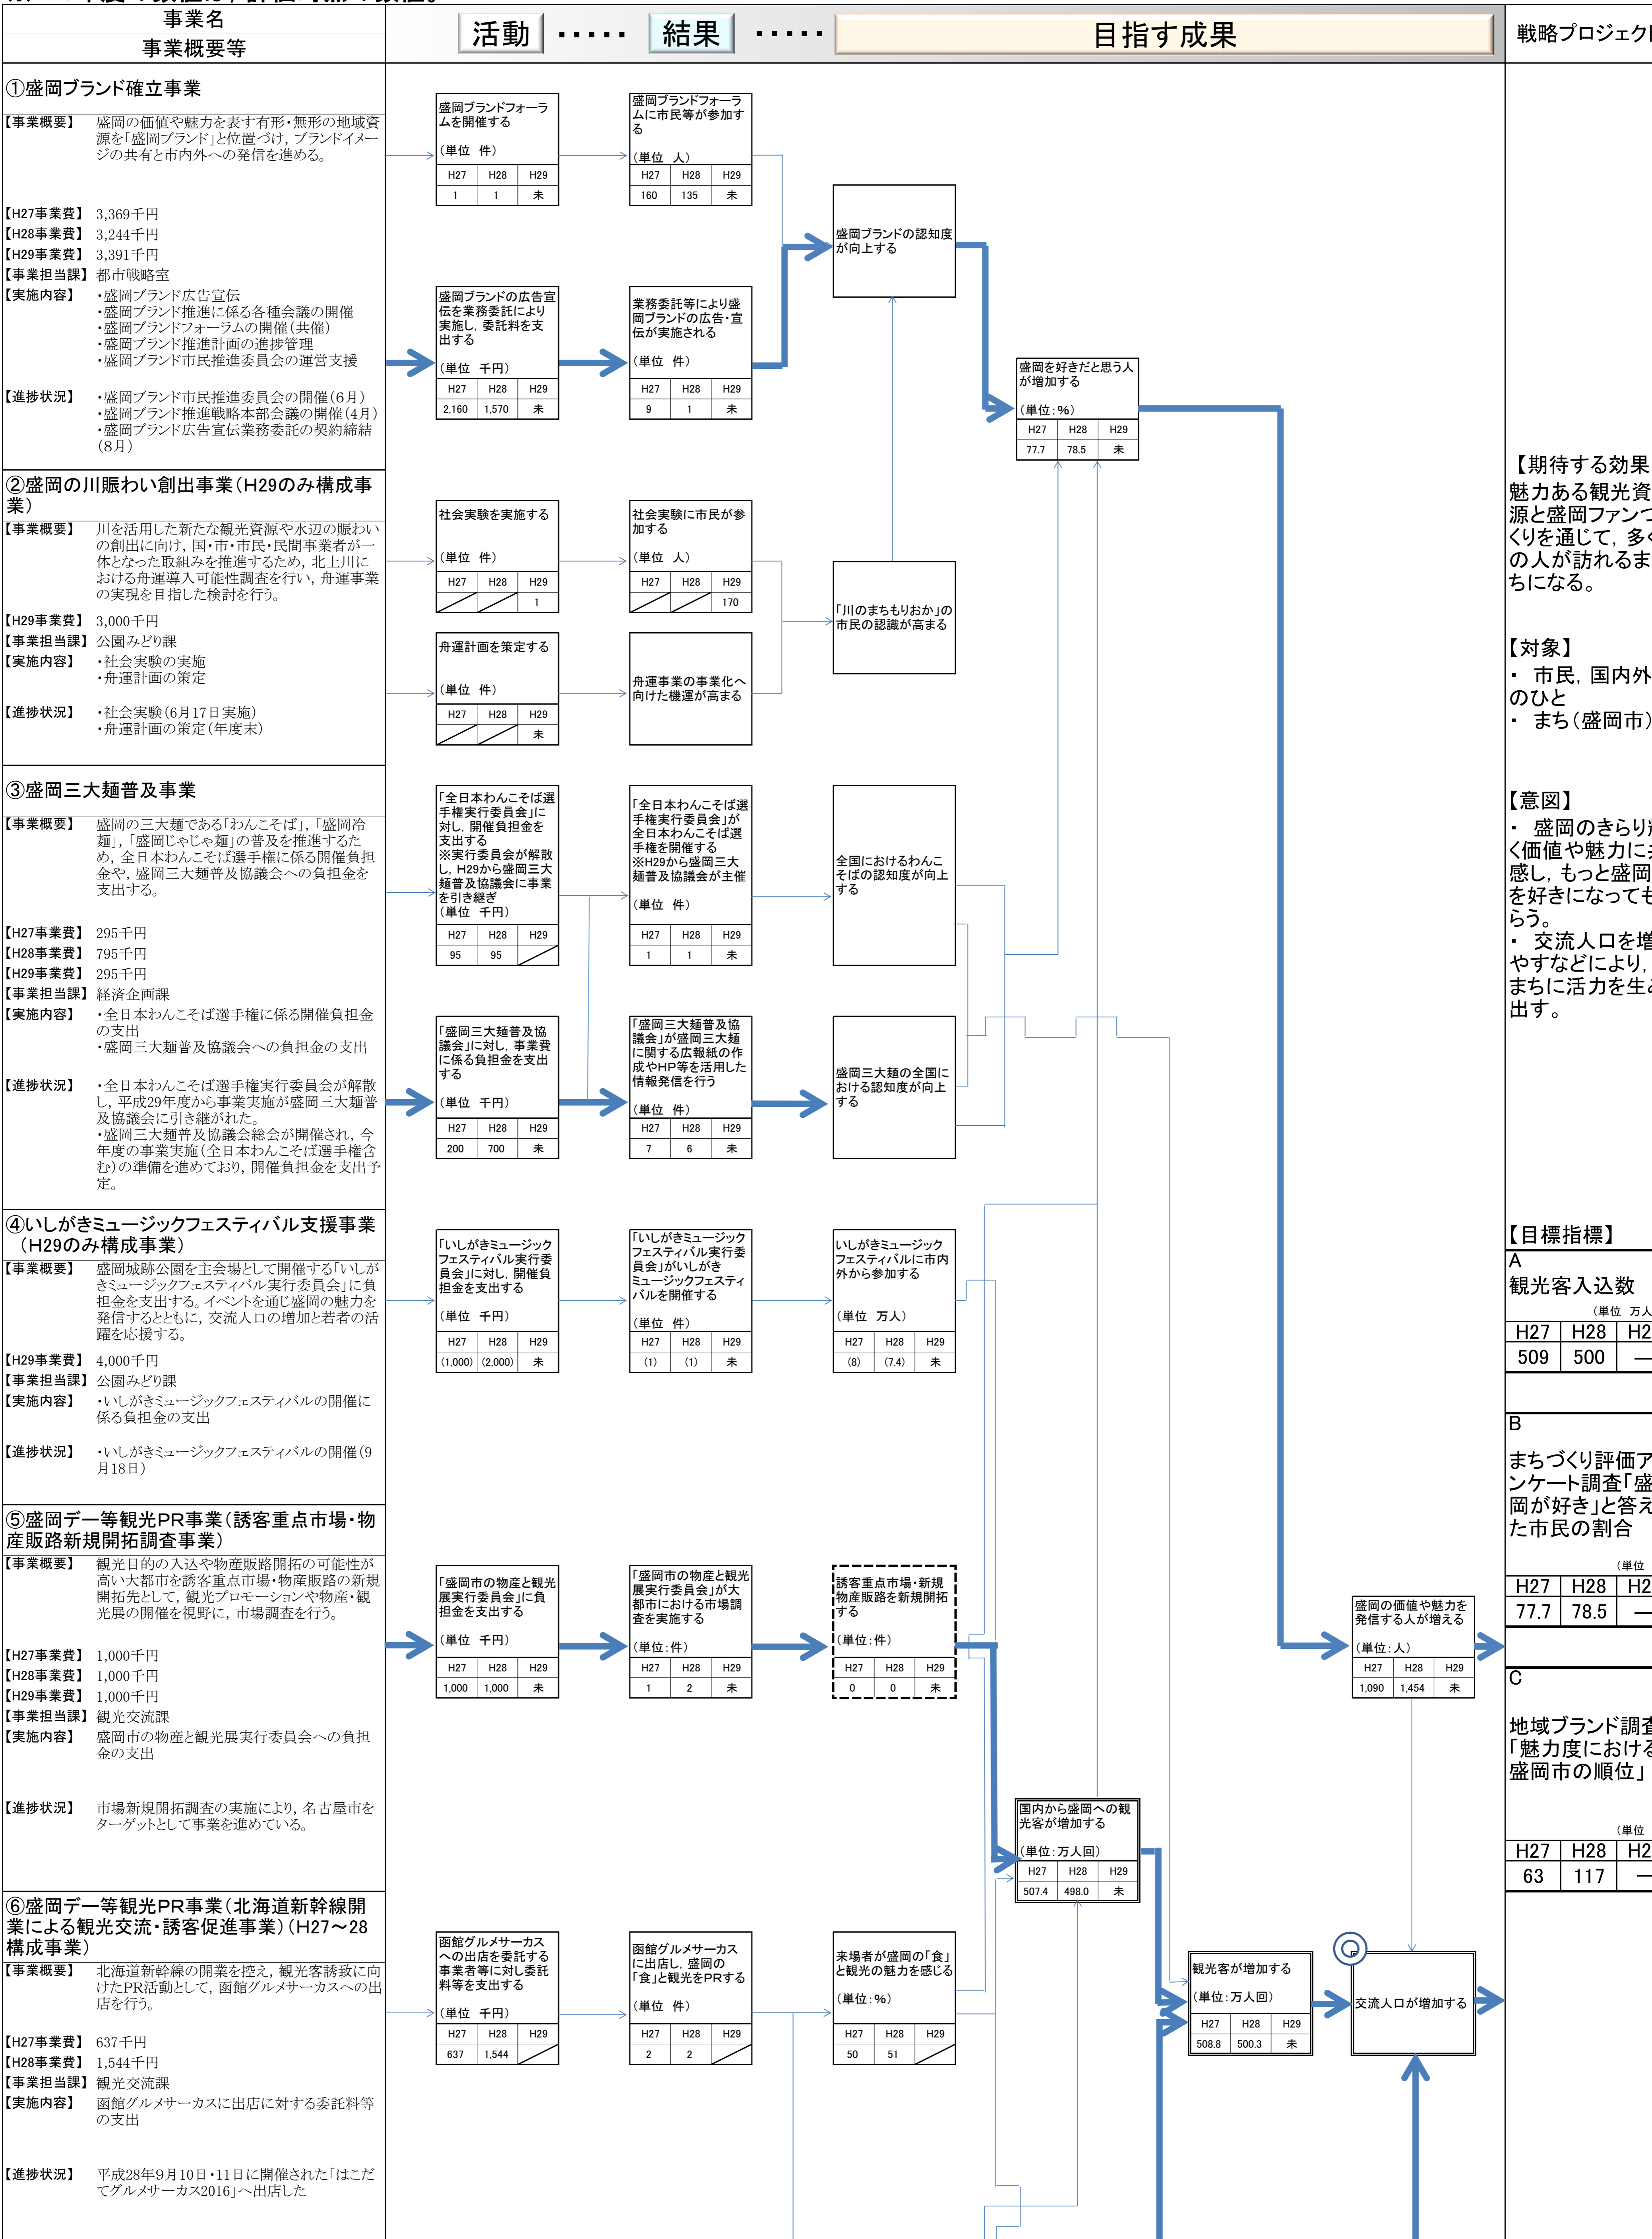 事業名
事業概要等
活動 ・・・・・ 結果 ・・・・・ 目指す成果
①盛岡ブランド確立事業
【事業概要】 盛岡の価値や魅力を表す有形・無形の地域資
源を「盛岡ブランド」と位置づけ，ブランドイメー
ジの共有と市内外への発信を進める。
【H27事業費】 3,369千円
【H28事業費】 3,244千円
【H29事業費】 3,391千円
【事業担当課】 都市戦略室
【実施内容】 ・盛岡ブランド広告宣伝
・盛岡ブランド推進に係る各種会議の開催
・盛岡ブランドフォーラムの開催（共催）
・盛岡ブランド推進計画の進捗管理
・盛岡ブランド市民推進委員会の運営支援
【進捗状況】 ・盛岡ブランド市民推進委員会の開催（６月）
・盛岡ブランド推進戦略本部会議の開催（４月）
・盛岡ブランド広告宣伝業務委託の契約締結
（８月）
盛岡ブランドフォーラ
ムを開催する
（単位 件）
H27 H28 H29
1 1 未
盛岡ブランドフォーラ
ムに市民等が参加す
る
（単位 人）
H27 H28 H29
160 135 未
盛岡ブランドの認知度
が向上する
盛岡ブランドの広告宣
伝を業務委託により
実施し，委託料を支
出する
（単位 千円）
H27 H28 H29
2,160 1,570 未
業務委託等により盛
岡ブランドの広告・宣
伝が実施される
（単位 件）
H27 H28 H29
9 1 未
盛岡を好きだと思う人
が増加する
（単位：％）
H27 H28 H29
77.7 78.5 未
②盛岡の川賑わい創出事業（H29のみ構成事
業）
【事業概要】 川を活用した新たな観光資源や水辺の賑わい
の創出に向け，国・市・市民・民間事業者が一
体となった取組みを推進するため，北上川に
おける舟運導入可能性調査を行い，舟運事業
の実現を目指した検討を行う。
【H29事業費】 3,000千円
【事業担当課】 公園みどり課
【実施内容】 ・社会実験の実施
・舟運計画の策定
【進捗状況】 ・社会実験（6月17日実施）
・舟運計画の策定（年度末）
社会実験を実施する
（単位 件）
H27 H28 H29
1
社会実験に市民が参
加する
（単位 人）
H27 H28 H29
170
舟運計画を策定する
（単位 件）
H27 H28 H29
未
舟運事業の事業化へ
向けた機運が高まる
「川のまちもりおか」の
市民の認識が高まる
③盛岡三大麺普及事業
【事業概要】 盛岡の三大麺である「わんこそば」，「盛岡冷
麺」，「盛岡じゃじゃ麺」の普及を推進するた
め，全日本わんこそば選手権に係る開催負担
金や，盛岡三大麺普及協議会への負担金を
支出する。
【H27事業費】 295千円
【H28事業費】 795千円
【H29事業費】 295千円
【事業担当課】 経済企画課
【実施内容】 ・全日本わんこそば選手権に係る開催負担金
の支出
・盛岡三大麺普及協議会への負担金の支出
【進捗状況】 ・全日本わんこそば選手権実行委員会が解散
し，平成29年度から事業実施が盛岡三大麺普
及協議会に引き継がれた。
・盛岡三大麺普及協議会総会が開催され，今
年度の事業実施（全日本わんこそば選手権含
む）の準備を進めており，開催負担金を支出予
定。
「全日本わんこそば選
手権実行委員会」に
対し，開催負担金を
支出する
※実行委員会が解散
し，H29から盛岡三大
麺普及協議会に事業
を引き継ぎ
（単位 千円）
H27 H28 H29
95 95
「全日本わんこそば選
手権実行委員会」が
全日本わんこそば選
手権を開催する
※H29から盛岡三大
麺普及協議会が主催
（単位 件）
H27 H28 H29
1 1 未
全国におけるわんこ
そばの認知度が向上
する
「盛岡三大麺普及協
議会」に対し，事業費
に係る負担金を支出
する
（単位 千円）
H27 H28 H29
200 700 未
「盛岡三大麺普及協
議会」が盛岡三大麺
に関する広報紙の作
成やHP等を活用した
情報発信を行う
（単位 件）
H27 H28 H29
7 6 未
盛岡三大麺の全国に
おける認知度が向上
する
④いしがきミュージックフェスティバル支援事業
（H29のみ構成事業）
【事業概要】 盛岡城跡公園を主会場として開催する「いしが
きミュージックフェスティバル実行委員会」に負
担金を支出する。イベントを通じ盛岡の魅力を
発信するとともに，交流人口の増加と若者の活
躍を応援する。
【H29事業費】 4,000千円
【事業担当課】 公園みどり課
【実施内容】 ・いしがきミュージックフェスティバルの開催に
係る負担金の支出
【進捗状況】 ・いしがきミュージックフェスティバルの開催（9
月18日）
「いしがきミュージック
フェスティバル実行委
員会」に対し，開催負
担金を支出する
（単位 千円）
H27 H28 H29
(1,000) (2,000) 未
「いしがきミュージック
フェスティバル実行委
員会」がいしがき
ミュージックフェスティ
バルを開催する
（単位 件）
H27 H28 H29
(1) (1) 未
いしがきミュージック
フェスティバルに市内
外から参加する
（単位 万人）
H27 H28 H29
(8) (7.4) 未
⑤盛岡デー等観光PR事業（誘客重点市場・物
産販路新規開拓調査事業）
【事業概要】 観光目的の入込や物産販路開拓の可能性が
高い大都市を誘客重点市場・物産販路の新規
開拓先として，観光プロモーションや物産・観
光展の開催を視野に，市場調査を行う。
【H27事業費】 1,000千円
【H28事業費】 1,000千円
【H29事業費】 1,000千円
【事業担当課】 観光交流課
【実施内容】 盛岡市の物産と観光展実行委員会への負担
金の支出
【進捗状況】 市場新規開拓調査の実施により，名古屋市を
ターゲットとして事業を進めている。
「盛岡市の物産と観光
展実行委員会」に負
担金を支出する
（単位 千円）
H27 H28 H29
1,000 1,000 未
「盛岡市の物産と観光
展実行委員会」が大
都市における市場調
査を実施する
（単位：件）
H27 H28 H29
1 2 未
誘客重点市場・新規
物産販路を新規開拓
する
（単位：件）
H27 H28 H29
0 0 未
盛岡の価値や魅力を
発信する人が増える
（単位：人）
H27 H28 H29
1,090 1,454 未
国内から盛岡への観
光客が増加する
（単位：万人回）
H27 H28 H29
507.4 498.0 未
⑥盛岡デー等観光PR事業（北海道新幹線開
業による観光交流・誘客促進事業）（H27～28
構成事業）
【事業概要】 北海道新幹線の開業を控え，観光客誘致に向
けたPR活動として，函館グルメサーカスへの出
店を行う。
【H27事業費】 637千円
【H28事業費】 1,544千円
【事業担当課】 観光交流課
【実施内容】 函館グルメサーカスに出店に対する委託料等
の支出
【進捗状況】 平成28年９月10日・11日に開催された「はこだ
てグルメサーカス2016」へ出店した
函館グルメサーカス
への出店を委託する
事業者等に対し委託
料等を支出する
（単位 千円）
H27 H28 H29
637 1,544
函館グルメサーカス
に出店し，盛岡の
「食」と観光をPRする
（単位 件）
H27 H28 H29
2 2
来場者が盛岡の「食」
と観光の魅力を感じる
（単位：％）
H27 H28 H29
50 51
観光客が増加する
（単位：万人回）
H27 H28 H29
508.8 500.3 未
交流人口が増加する
戦略プロジェクト
【期待する効果
魅力ある観光資
源と盛岡ファンつ
くりを通じて，多く
の人が訪れるま
ちになる。
【対象】
・ 市民，国内外
のひと
・ まち（盛岡市）
【意図】
・ 盛岡のきらり
く価値や魅力に共
感し，もっと盛岡
を好きになっても
らう。
・ 交流人口を増
やすなどにより，
まちに活力を生み
出す。
【目標指標】
A
観光客入込数
（単位 万人
H27 H28 H2
509 500 —
B
まちづくり評価ア
ンケート調査「盛
岡が好き」と答え
た市民の割合
（単位
H27 H28 H2
77.7 78.5 —
C
地域ブランド調査
「魅力度における
盛岡市の順位」
（単位
H27 H28 H2
63 117 —